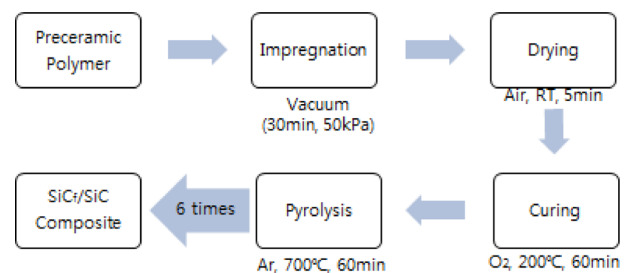 Preceramic
Polymer
Impregnation
Vacuum
(30min, 50kPa)
Drying
Air, RT, 5min
Curing
O₂, 200℃, 60min
Pyrolysis
Ar, 700℃, 60min
6 times
SiCf/SiC
Composite